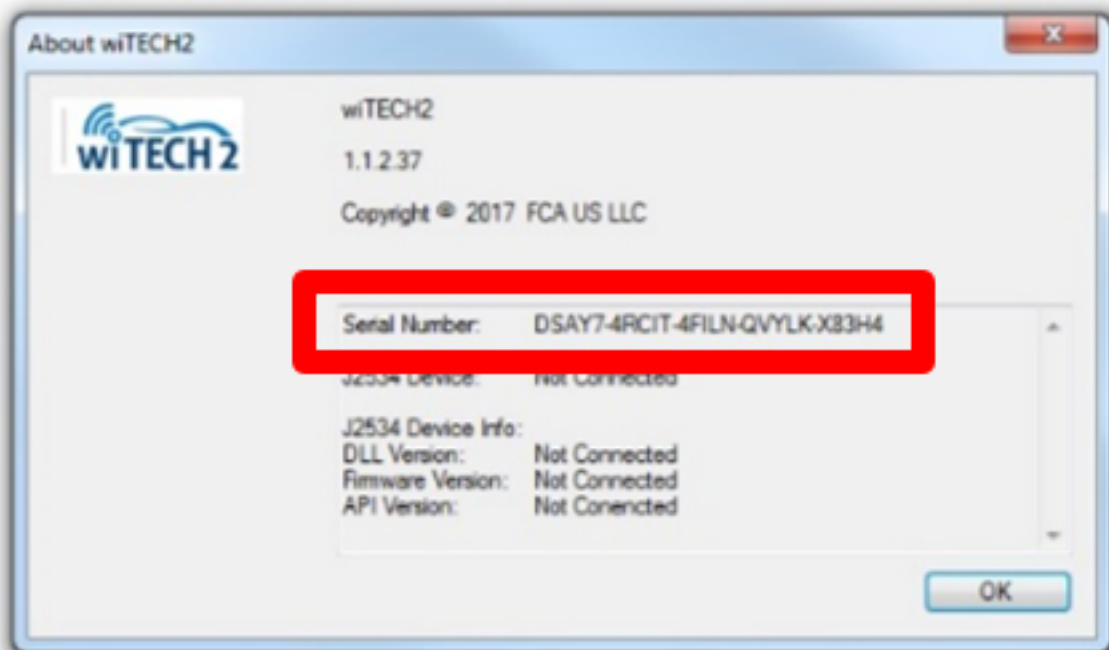 About wiTECH2
wiTECH 2
wiTECH2
1.1.2.37
Copyright © 2017 FCA US LLC
Serial Number: DSAY7-4RCIT-4FILN-QVYLK-X83H4
J2534 Device: Not Connected
J2534 Device Info:
DLL Version: Not Connected
Firmware Version: Not Connected
API Version: Not Conencted
OK